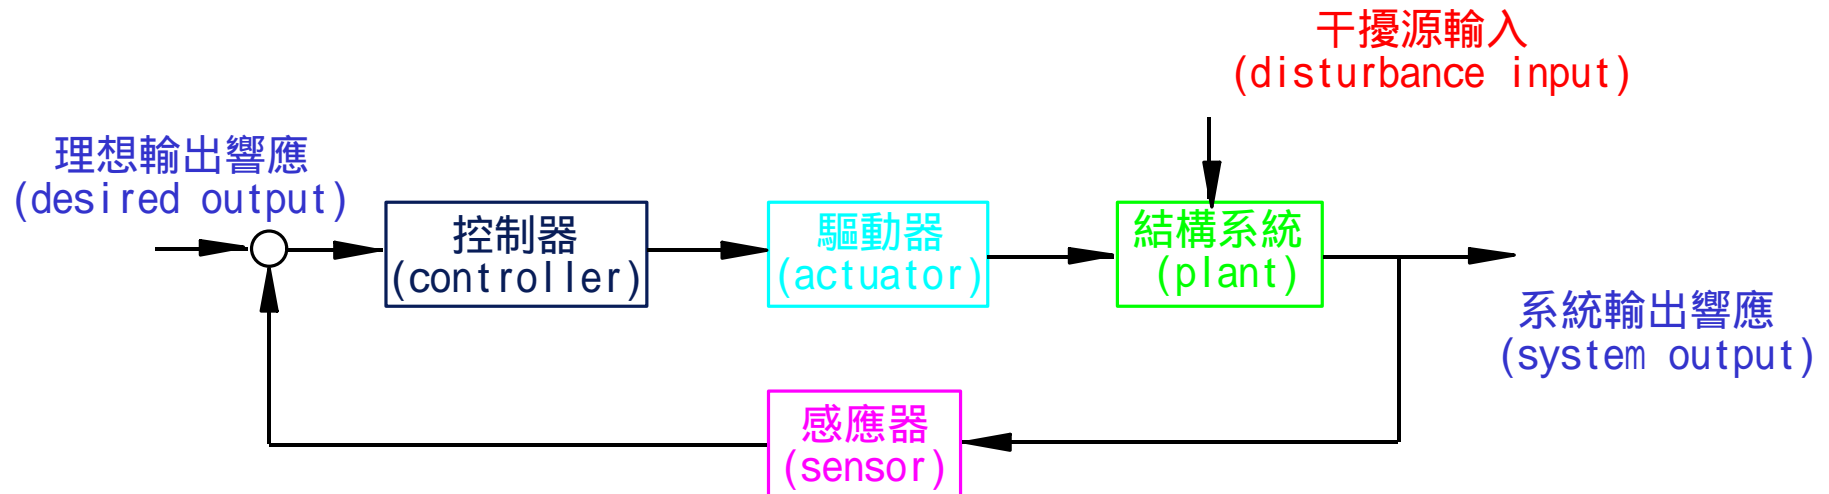 干擾源輸入
(disturbance input)
理想輸出響應
(desired output)
控制器
(controller)
驅動器
(actuator)
結構系統
(plant)
系統輸出響應
(system output)
感應器
(sensor)